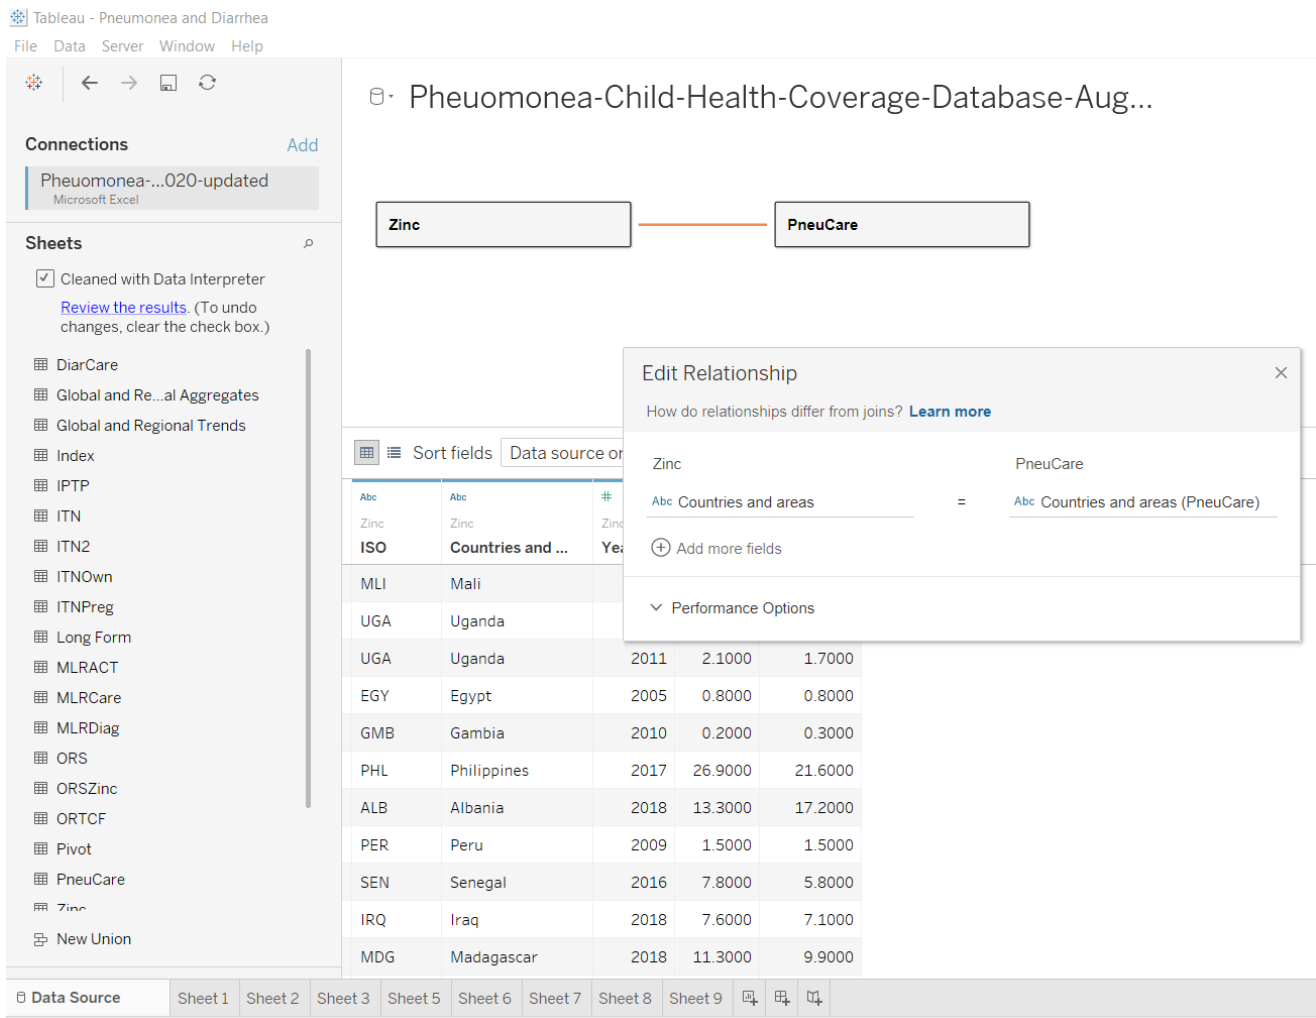 Tableau - Pneumonea and Diarrhea
File Data Server Window Help
Pheuomonea-Child-Health-Coverage-Database-Aug...
Connections Add
Pheuomonea-...020-updated
Microsoft Excel
Sheets
Cleaned with Data Interpreter
Review the results. (To undo
changes, clear the check box.)
DiarCare
Global and Re...al Aggregates
Global and Regional Trends
Index
IPTP
ITN
ITN2
ITNOwn
ITNPreg
Long Form
MLRACT
MLRCare
MLRDiag
ORS
ORSZinc
ORTCF
Pivot
PneuCare
Zinc
New Union
Zinc PneuCare
Edit Relationship
How do relationships differ from joins? Learn more
Zinc PneuCare
Abc Countries and areas = Abc Countries and areas (PneuCare)
Add more fields
Performance Options
Sort fields Data source or
Abc Abc #
Zinc Zinc Zinc
ISO Countries and ... Yea
MLI Mali
UGA Uganda
UGA Uganda 2011 2.1000 1.7000
EGY Egypt 2005 0.8000 0.8000
GMB Gambia 2010 0.2000 0.3000
PHL Philippines 2017 26.9000 21.6000
ALB Albania 2018 13.3000 17.2000
PER Peru 2009 1.5000 1.5000
SEN Senegal 2016 7.8000 5.8000
IRQ Iraq 2018 7.6000 7.1000
MDG Madagascar 2018 11.3000 9.9000
Data Source Sheet 1 Sheet 2 Sheet 3 Sheet 5 Sheet 6 Sheet 7 Sheet 8 Sheet 9